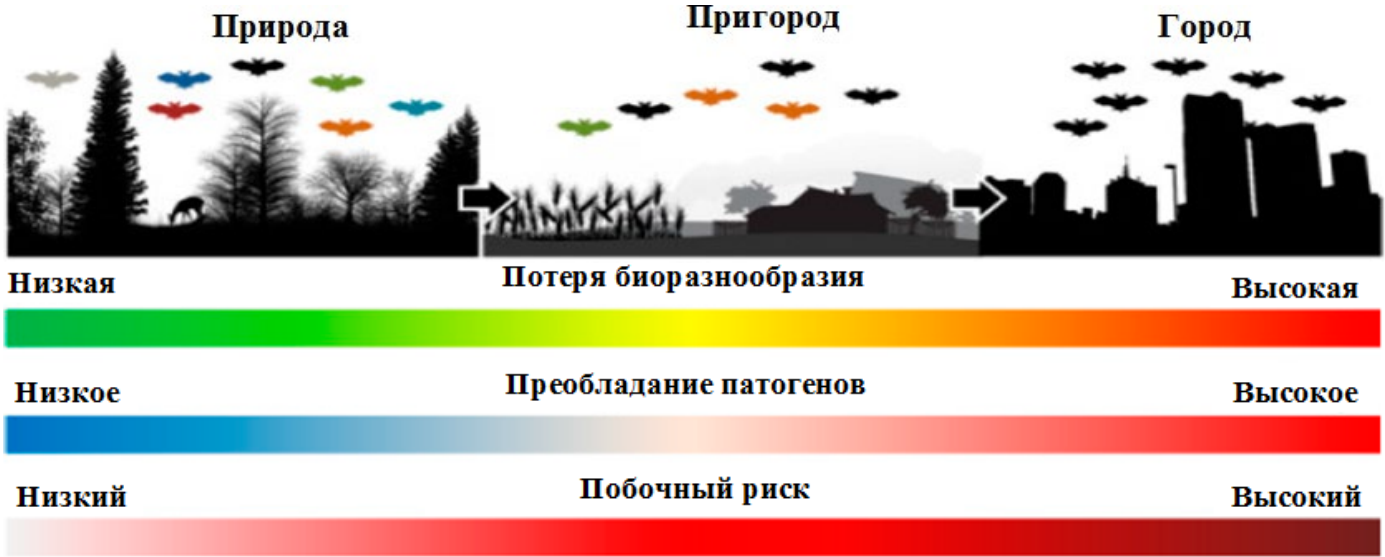 Природа
Пригород
Город
Низкая
Потеря биоразнообразия
Высокая
Низкое
Преобладание патогенов
Высокое
Низкий
Побочный риск
Высокий